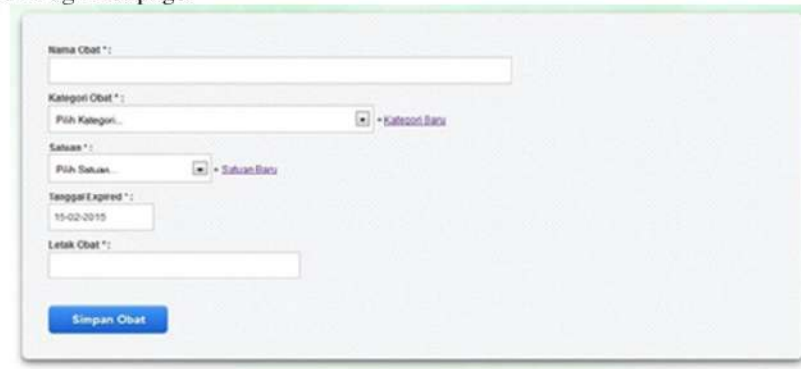 Nama Obat * :
Kategori Obat * :
Pilih Kategori...
+ Kategori Baru
Satuan * :
Pilih Satuan...
+ Satuan Baru
Tanggal Expired * :
15-02-2015
Letak Obat * :
Simpan Obat